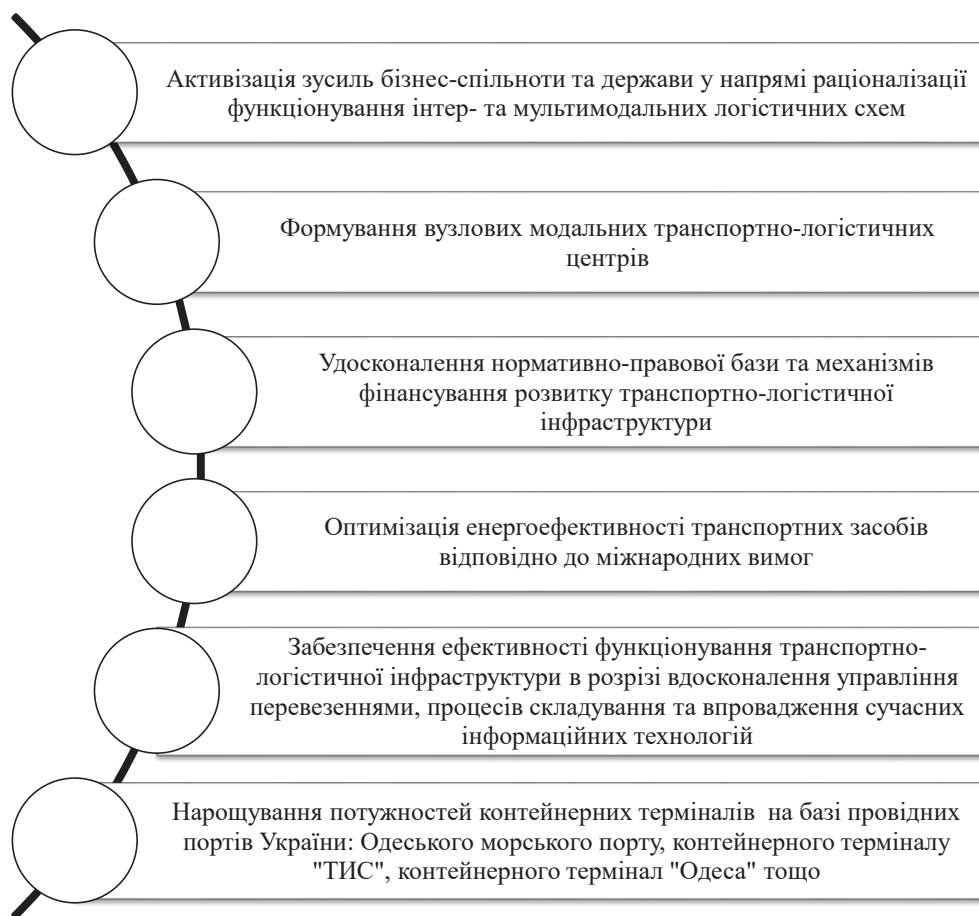 Активізація зусиль бізнес-спільноти та держави у напрямі раціоналізації
функціонування інтер- та мультимодальних логістичних схем
Формування вузлових модальних транспортно-логістичних
центрів
Удосконалення нормативно-правової бази та механізмів
фінансування розвитку транспортно-логістичної
інфраструктури
Оптимізація енергоефективності транспортних засобів
відповідно до міжнародних вимог
Забезпечення ефективності функціонування транспортно-
логістичної інфраструктури в розрізі вдосконалення управління
перевезеннями, процесів складування та впровадження сучасних
інформаційних технологій
Нарощування потужностей контейнерних терміналів на базі провідних
портів України: Одеського морського порту, контейнерного терміналу
"ТИС", контейнерного термінал "Одеса" тощо